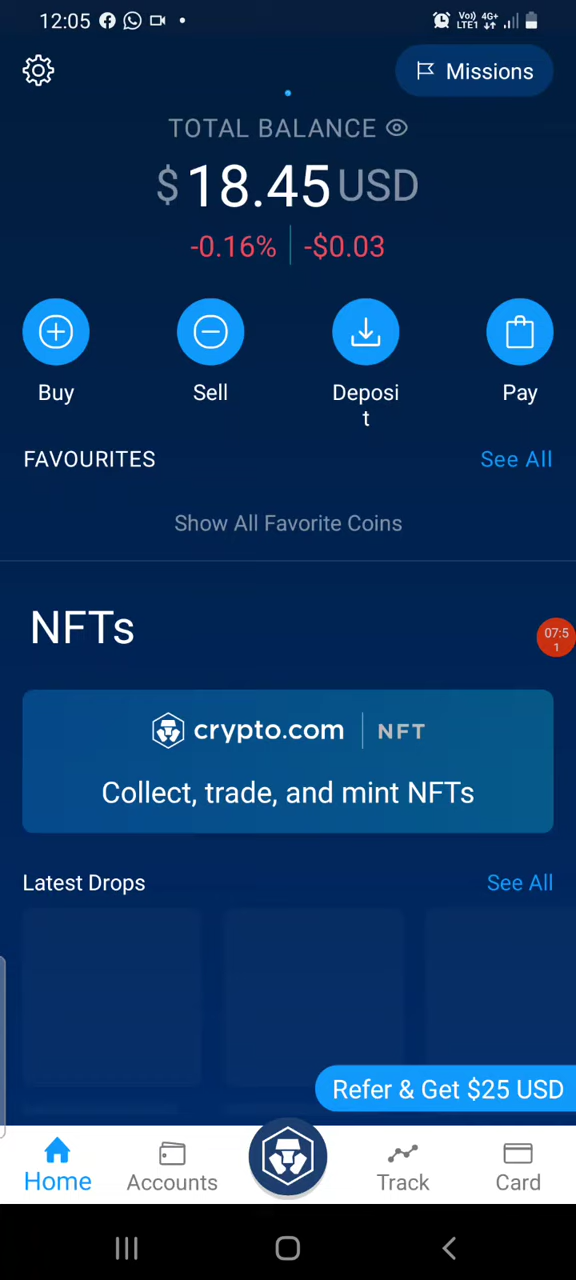 12:05 Vo) 4G+
LTE1
Missions
TOTAL BALANCE
$18.45 USD
-0.16% -$0.03
Buy Sell Deposi Pay
t
FAVOURITES See All
Show All Favorite Coins
NFTs
07:5
1
crypto.com NFT
Collect, trade, and mint NFTs
Latest Drops See All
Refer & Get $25 USD
Home Accounts Track Card